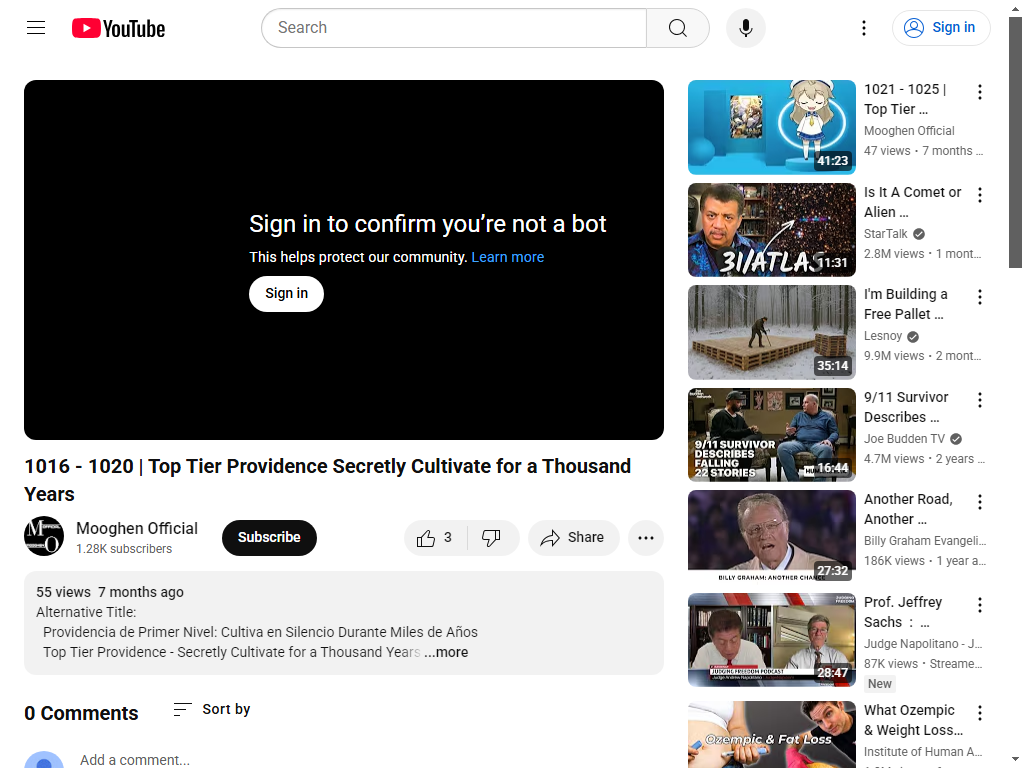 YouTube
Search
Sign in
Sign in to confirm you’re not a bot
This helps protect our community. Learn more
Sign in
1016 - 1020 | Top Tier Providence Secretly Cultivate for a Thousand
Years
Mooghen Official
1.28K subscribers
Subscribe
3
Share
55 views 7 months ago
Alternative Title:
Providencia de Primer Nivel: Cultiva en Silencio Durante Miles de Años
Top Tier Providence - Secretly Cultivate for a Thousand Years ...more
0 Comments
Sort by
Add a comment...
41:23
1021 - 1025 |
Top Tier …
Mooghen Official
47 views • 7 months …
3I/ATLAS
11:31
Is It A Comet or
Alien …
StarTalk
2.8M views • 1 mont…
35:14
I'm Building a
Free Pallet …
Lesnoy
9.9M views • 2 mont…
9/11 SURVIVOR
DESCRIBES
FALLING
22 STORIES
16:44
9/11 Survivor
Describes …
Joe Budden TV
4.7M views • 2 years …
27:32
BILLY GRAHAM: ANOTHER CHANCE
Another Road,
Another …
Billy Graham Evangeli…
186K views • 1 year a…
JUDGING FREEDOM PODCAST
28:47
Prof. Jeffrey
Sachs : …
Judge Napolitano - J…
87K views • Streame…
New
Ozempic & Fat Loss
What Ozempic
& Weight Loss…
Institute of Human A…